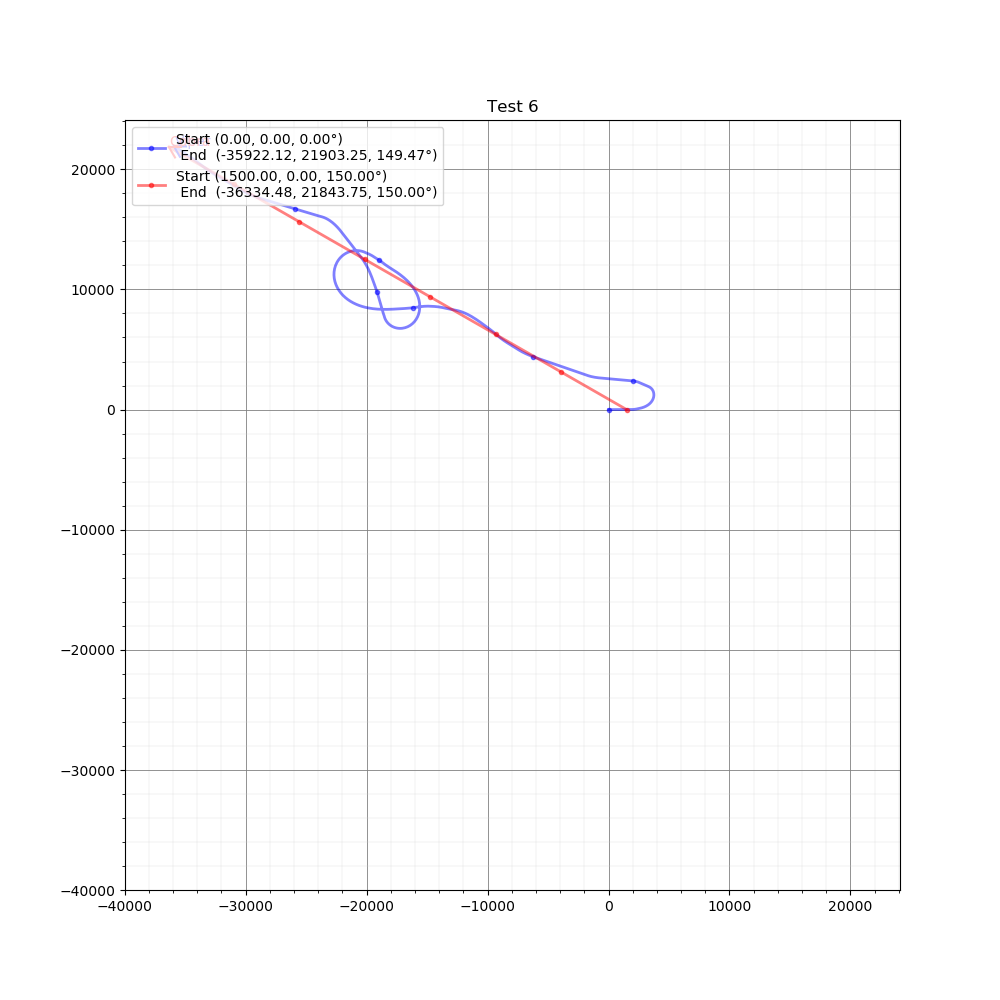 Test 6
Start (0.00, 0.00, 0.00°)
End (-35922.12, 21903.25, 149.47°)
Start (1500.00, 0.00, 150.00°)
End (-36334.48, 21843.75, 150.00°)
20000
10000
0
−10000
−20000
−30000
−40000
−40000 −30000 −20000 −10000 0 10000 20000